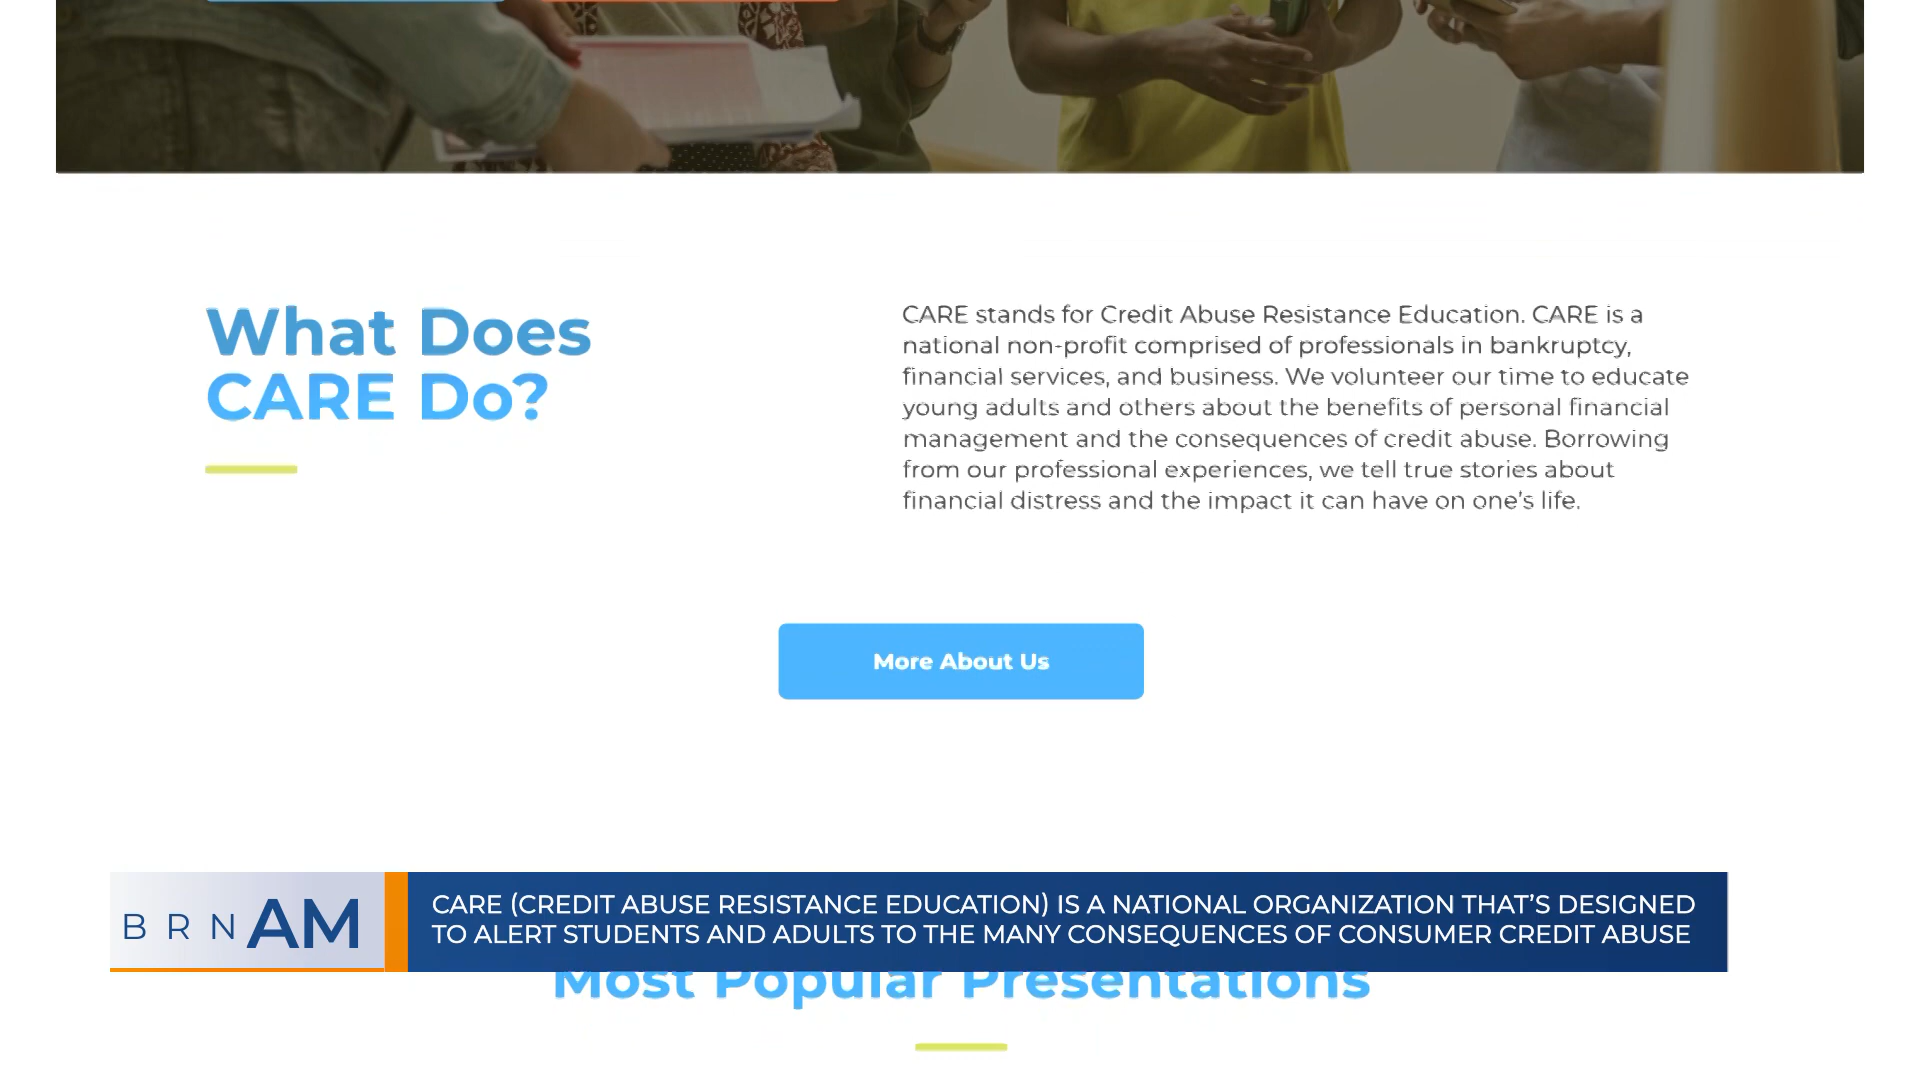 What Does
CARE Do?
CARE stands for Credit Abuse Resistance Education. CARE is a
national non-profit comprised of professionals in bankruptcy,
financial services, and business. We volunteer our time to educate
young adults and others about the benefits of personal financial
management and the consequences of credit abuse. Borrowing
from our professional experiences, we tell true stories about
financial distress and the impact it can have on one's life.
More About Us
BRN AM
CARE (CREDIT ABUSE RESISTANCE EDUCATION) IS A NATIONAL ORGANIZATION THAT'S DESIGNED
TO ALERT STUDENTS AND ADULTS TO THE MANY CONSEQUENCES OF CONSUMER CREDIT ABUSE
Most Popular Presentations